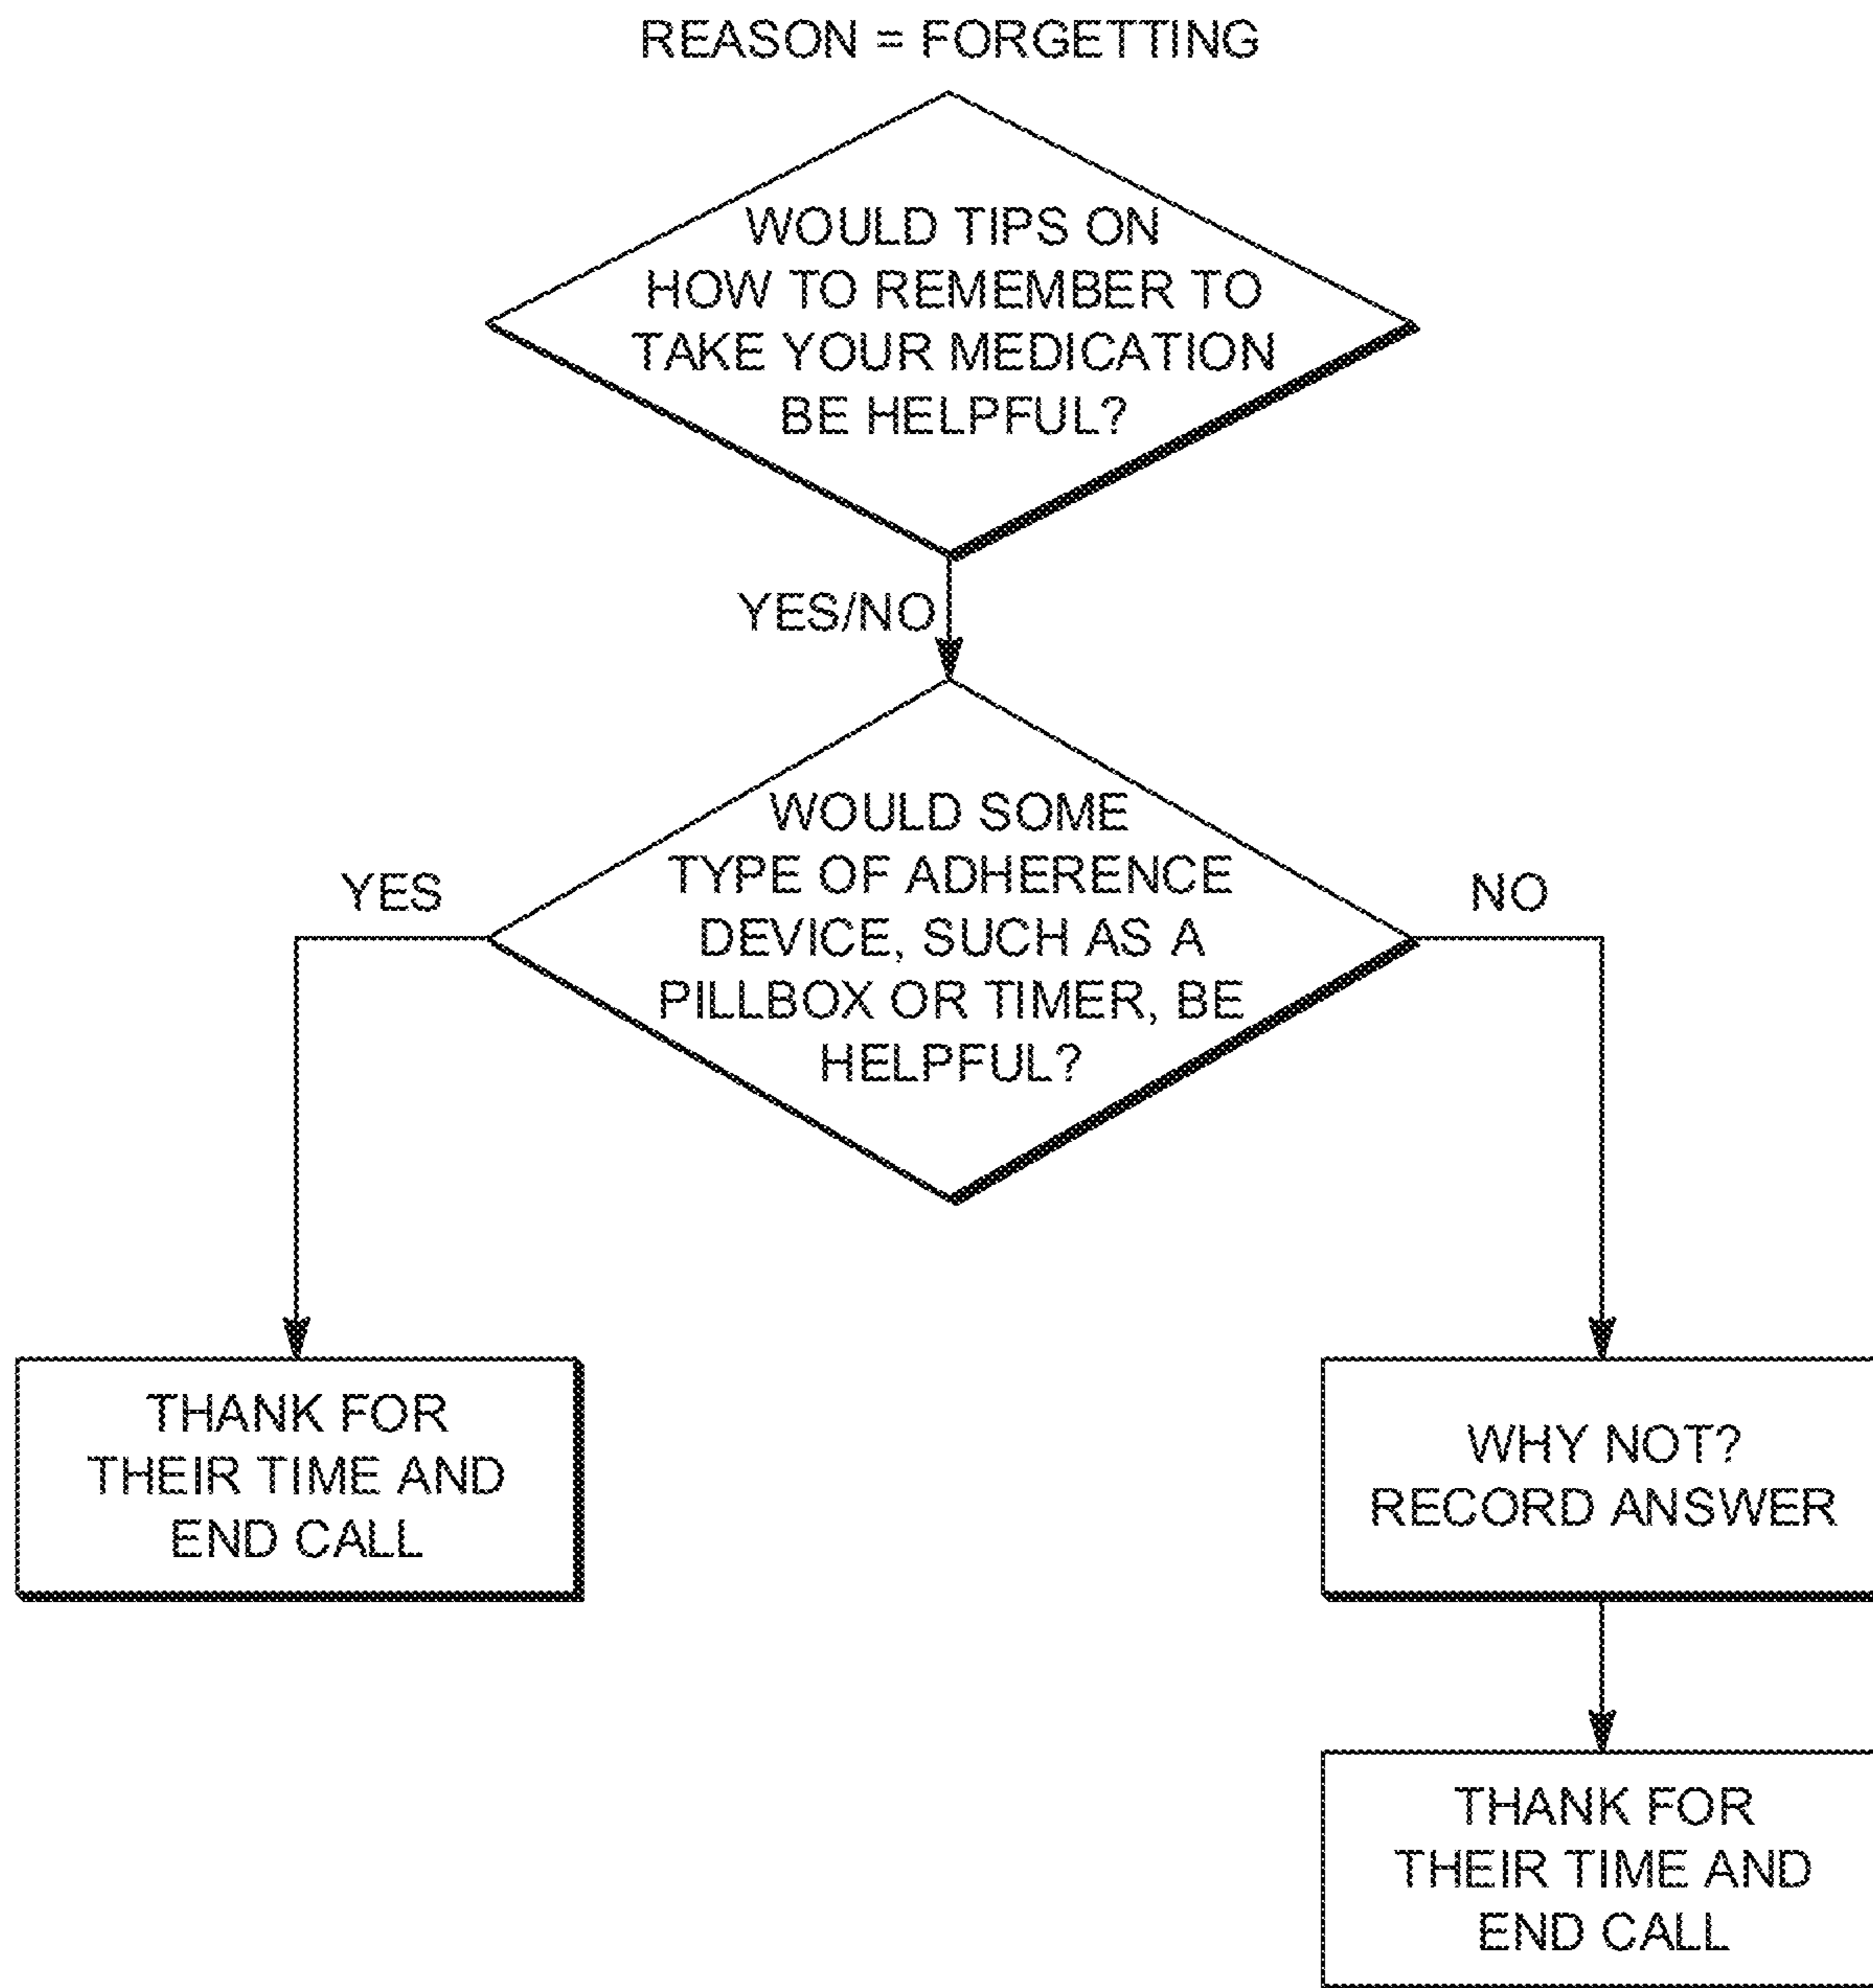 REASON = FORGETTING
WOULD TIPS ON
HOW TO REMEMBER TO
TAKE YOUR MEDICATION
BE HELPFUL?
YES/NO
WOULD SOME
TYPE OF ADHERENCE
DEVICE, SUCH AS A
PILLBOX OR TIMER, BE
HELPFUL?
YES
NO
THANK FOR
THEIR TIME AND
END CALL
WHY NOT?
RECORD ANSWER
THANK FOR
THEIR TIME AND
END CALL